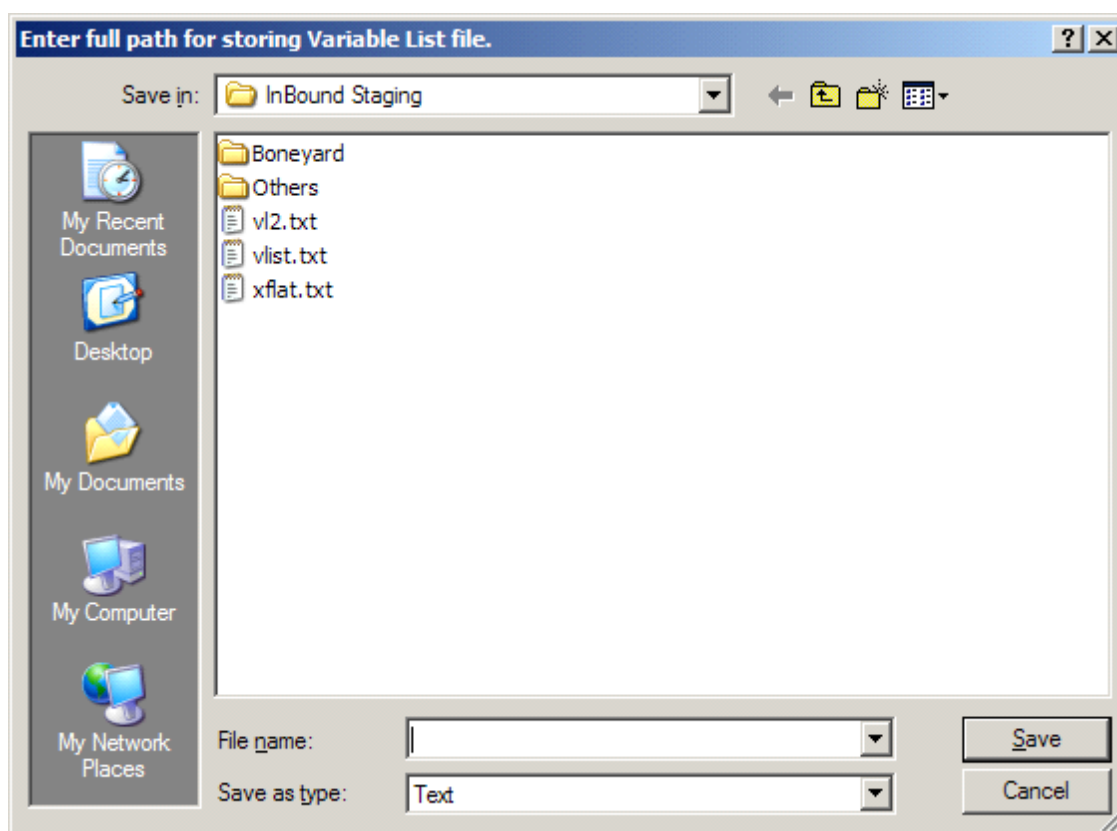 Enter full path for storing Variable List file.
Save in:
InBound Staging
My Recent
Documents
Desktop
My Documents
My Computer
My Network
Places
Boneyard
Others
vl2.txt
vlist.txt
xflat.txt
File name:
Save
Save as type:
Text
Cancel